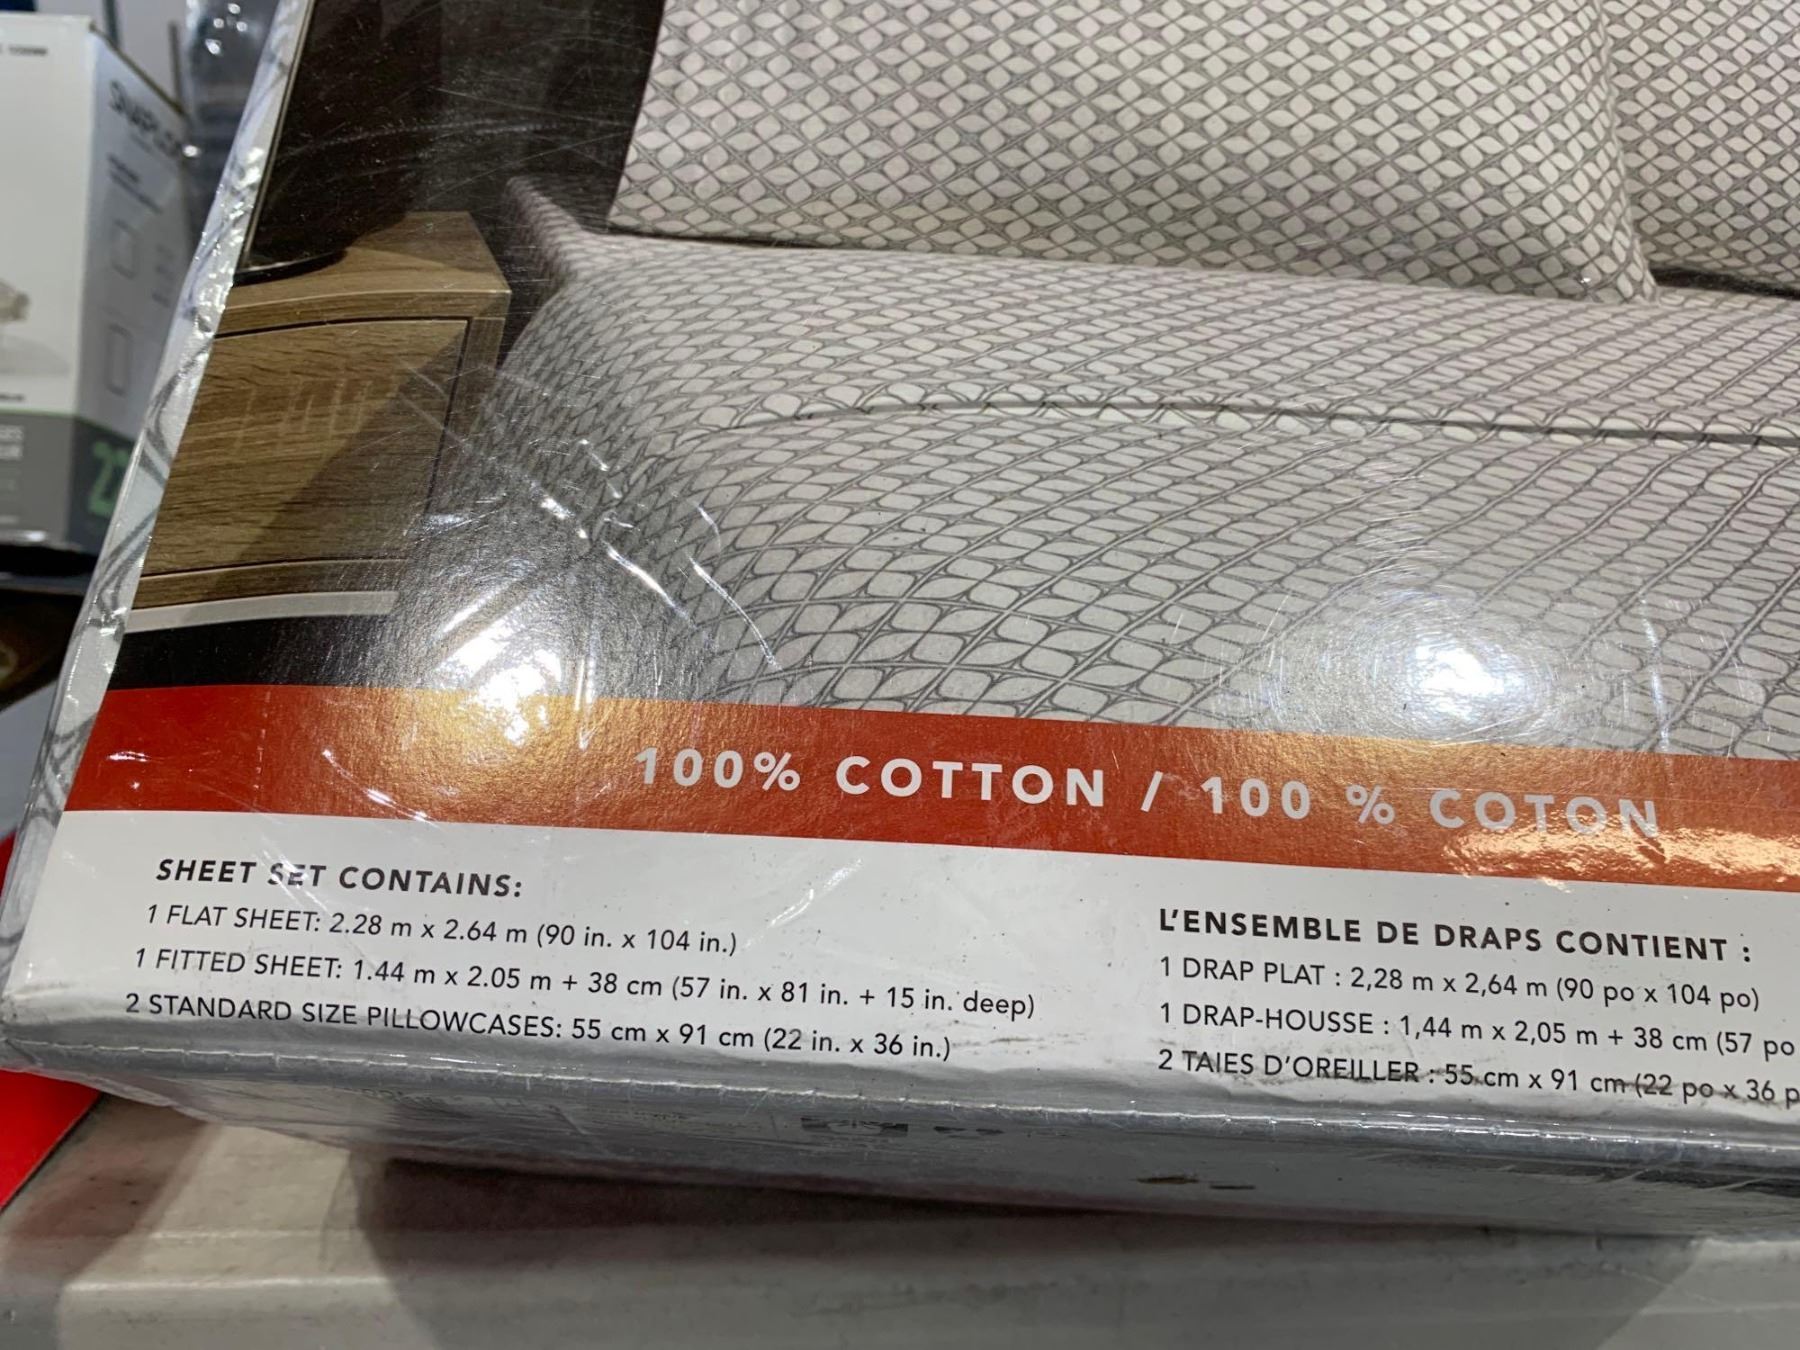 100% COTTON / 100 % COTON
SHEET SET CONTAINS:
1 FLAT SHEET: 2.28 m x 2.64 m (90 in. x 104 in.)
1 FITTED SHEET: 1.44 m x 2.05 m + 38 cm (57 in. x 81 in. + 15 in. deep)
2 STANDARD SIZE PILLOWCASES: 55 cm x 91 cm (22 in. x 36 in.)
L'ENSEMBLE DE DRAPS CONTIENT :
1 DRAP PLAT : 2,28 m x 2,64 m (90 po x 104 po)
1 DRAP-HOUSSE : 1,44 m x 2,05 m + 38 cm (57 po
2 TAIES D'OREILLER : 55 cm x 91 cm (22 po x 36 p